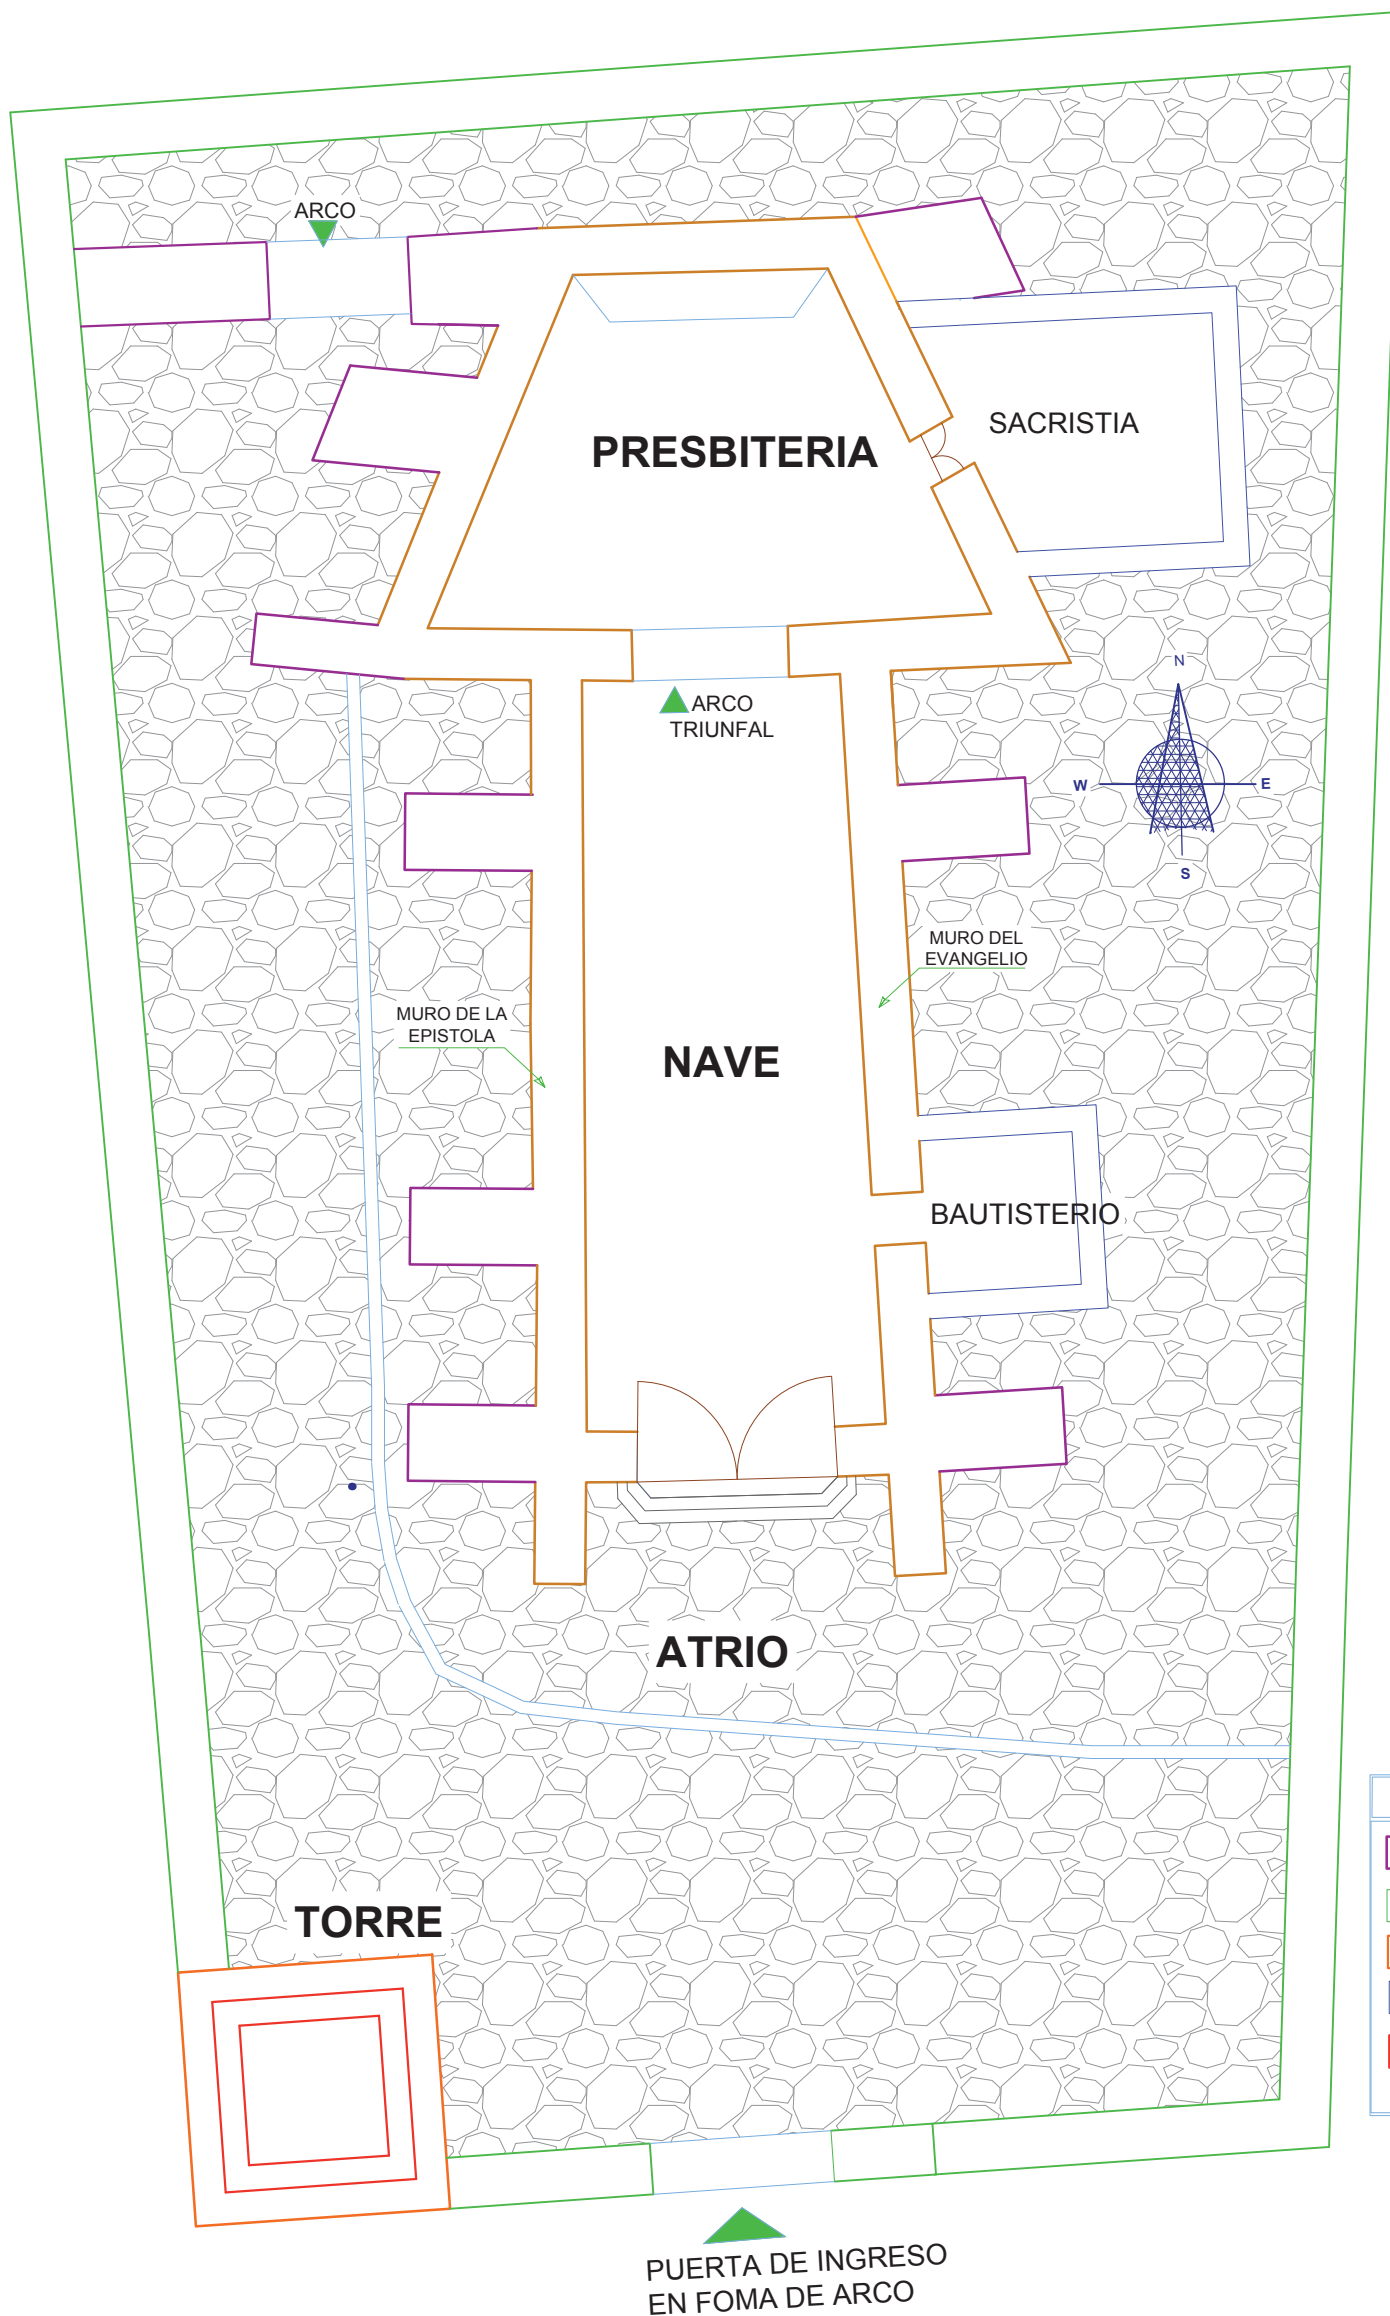 ARCO
SACRISTIA
PRESBITERIA
N
ARCO
TRIUNFAL
W
E
S
MURO DEL
EVANGELIO
MURO DE LA
EPISTOLA
NAVE
BAUTISTERIO
ATRIO
TORRE
PUERTA DE INGRESO
EN FOMA DE ARCO